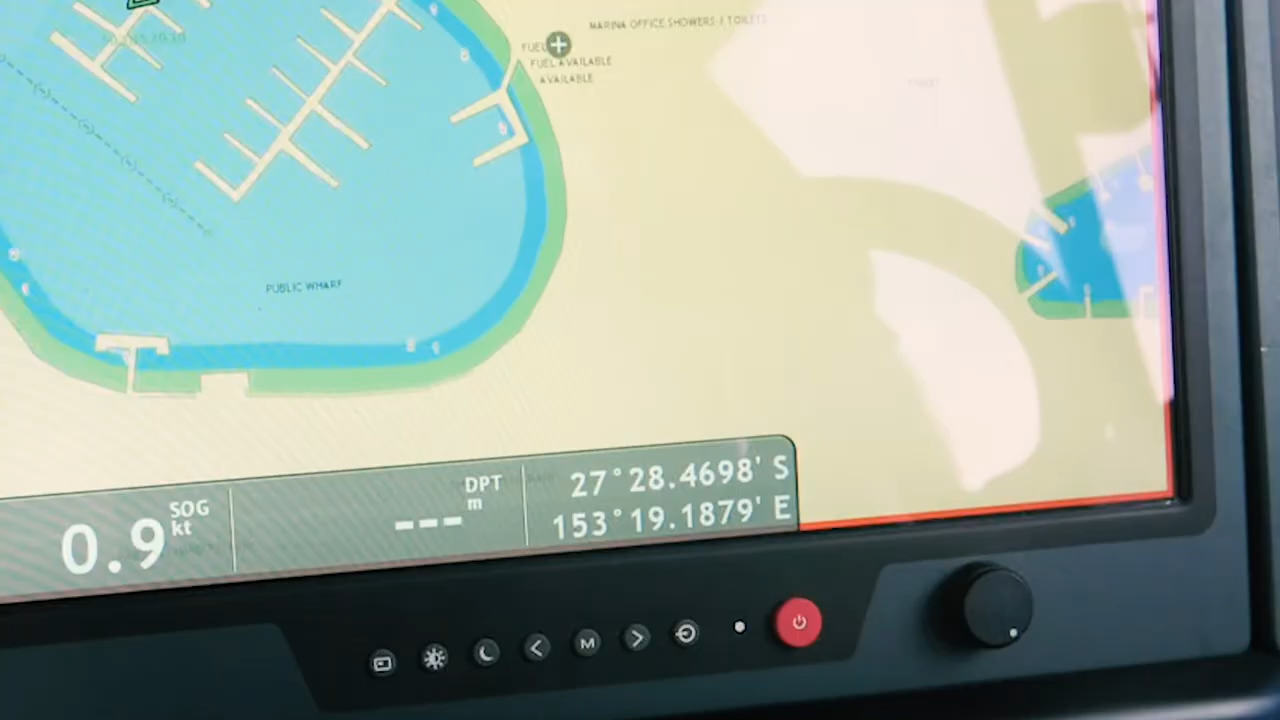 MARINA OFFICE SHOWERS / TOILETS
FUEL
FUEL AVAILABLE
AVAILABLE
PUBLIC WHARF
0.9
SOG
kt
---
DPT
m
27°28.4698' S
153°19.1879' E
M